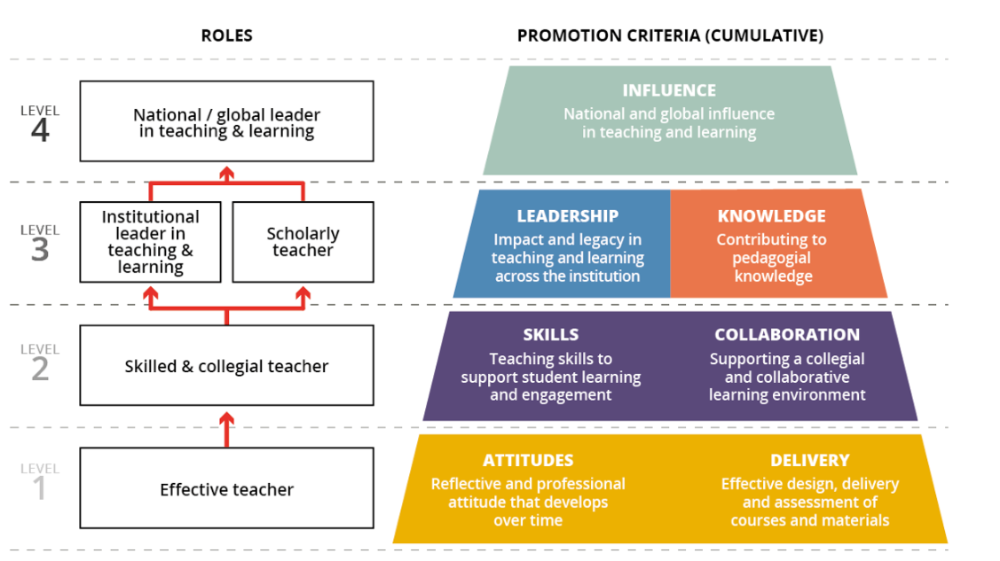 ROLES
PROMOTION CRITERIA (CUMULATIVE)
LEVEL
4
National / global leader
in teaching & learning
INFLUENCE
National and global influence
in teaching and learning
LEVEL
3
Institutional
leader in
teaching &
learning
Scholarly
teacher
LEADERSHIP
Impact and legacy in
teaching and learning
across the institution
KNOWLEDGE
Contributing to
pedagogial
knowledge
LEVEL
2
Skilled & collegial teacher
SKILLS
Teaching skills to
support student learning
and engagement
COLLABORATION
Supporting a collegial
and collaborative
learning environment
LEVEL
1
Effective teacher
ATTITUDES
Reflective and professional
attitude that develops
over time
DELIVERY
Effective design, delivery
and assessment of
courses and materials